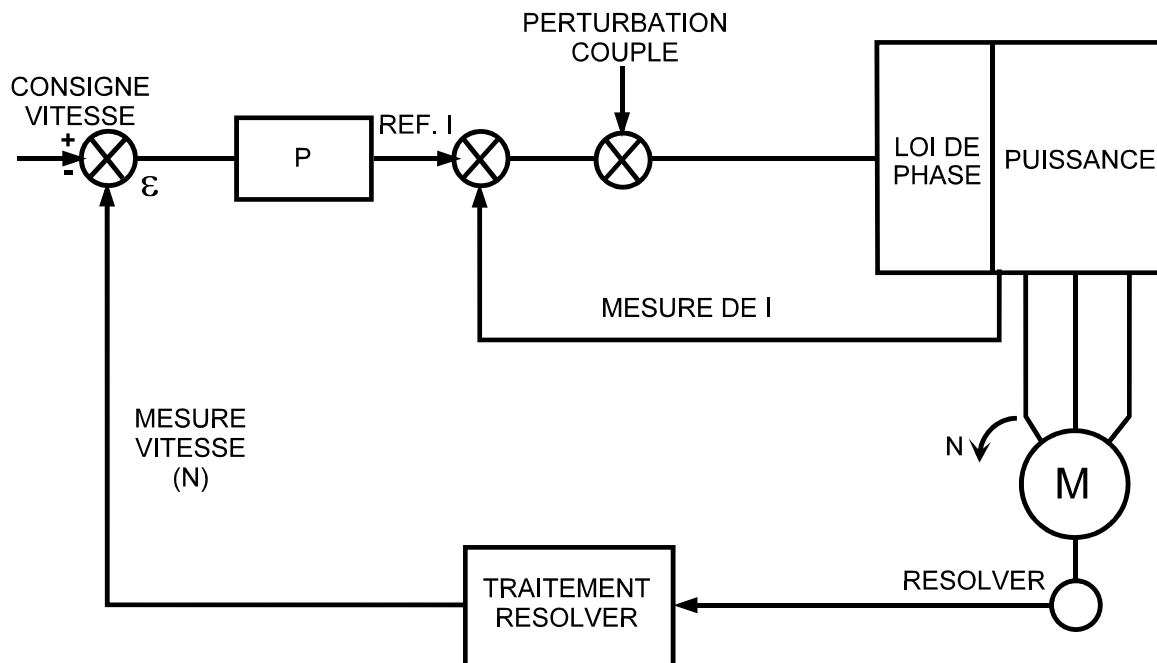 PERTURBATION
COUPLE
CONSIGNE
VITESSE
+
-
ε
P
REF. I
LOI DE
PHASE
PUISSANCE
MESURE DE I
MESURE
VITESSE
(N)
N
M
RESOLVER
TRAITEMENT
RESOLVER